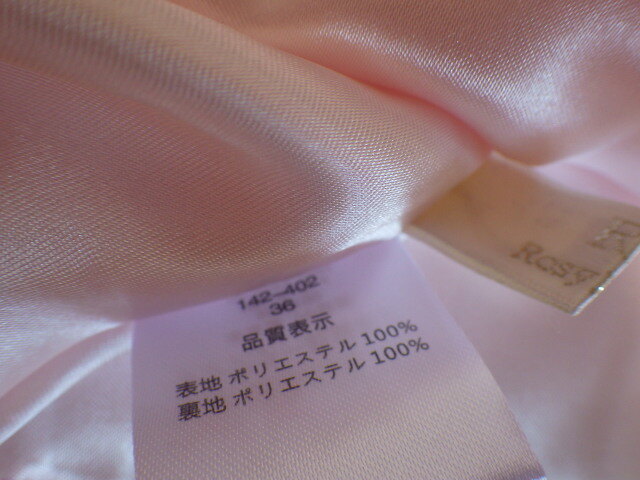 142-402
36
品質表示
表地 ポリエステル 100%
裏地 ポリエステル 100%
Rosy